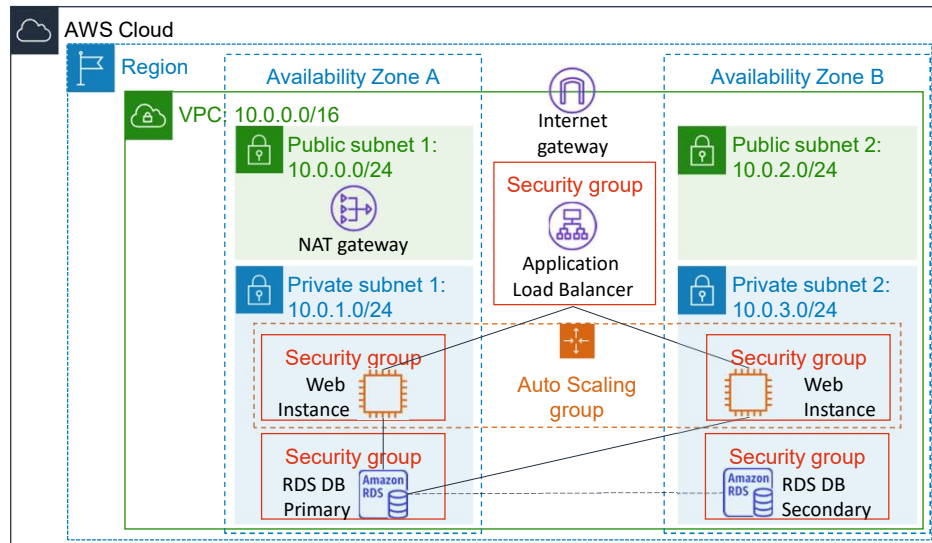 AWS Cloud
Region
Availability Zone A
Availability Zone B
VPC 10.0.0.0/16
Internet
gateway
Public subnet 1:
10.0.0.0/24
Public subnet 2:
10.0.2.0/24
NAT gateway
Security group
Application
Load Balancer
Private subnet 1:
10.0.1.0/24
Private subnet 2:
10.0.3.0/24
Security group
Web
Instance
Auto Scaling
group
Security group
Web
Instance
Security group
RDS DB
Primary
Amazon
RDS
Security group
Amazon
RDS
RDS DB
Secondary